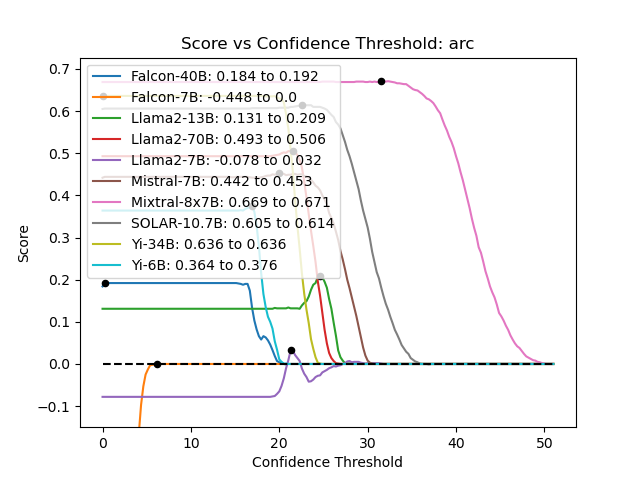 Score vs Confidence Threshold: arc
Score
0.7
0.6
0.5
0.4
0.3
0.2
0.1
0.0
−0.1
Falcon-40B: 0.184 to 0.192
Falcon-7B: -0.448 to 0.0
Llama2-13B: 0.131 to 0.209
Llama2-70B: 0.493 to 0.506
Llama2-7B: -0.078 to 0.032
Mistral-7B: 0.442 to 0.453
Mixtral-8x7B: 0.669 to 0.671
SOLAR-10.7B: 0.605 to 0.614
Yi-34B: 0.636 to 0.636
Yi-6B: 0.364 to 0.376
0 10 20 30 40 50
Confidence Threshold